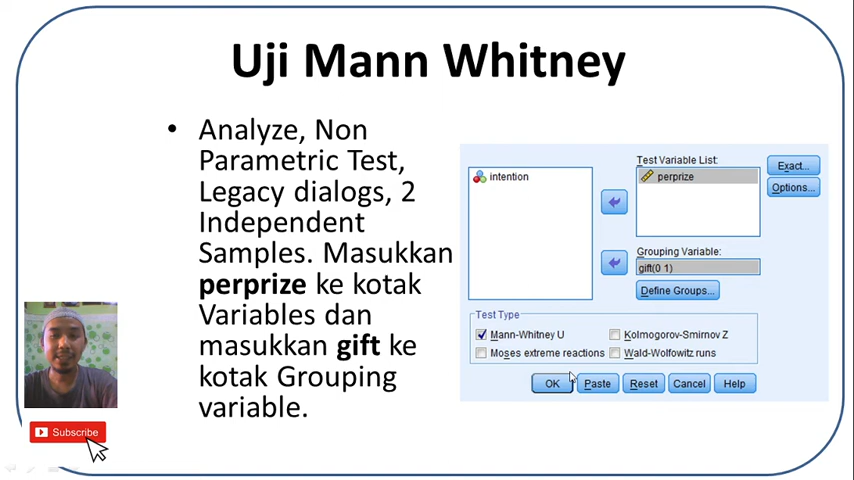 Uji Mann Whitney
• Analyze, Non
Parametric Test,
Legacy dialogs, 2
Independent
Samples. Masukkan
perprize ke kotak
Variables dan
masukkan gift ke
kotak Grouping
variable.
intention
Test Variable List:
perprize
Exact...
Options...
Grouping Variable:
gift(0 1)
Define Groups...
Test Type
Mann-Whitney U
Kolmogorov-Smirnov Z
Moses extreme reactions
Wald-Wolfowitz runs
OK
Paste
Reset
Cancel
Help
Subscribe